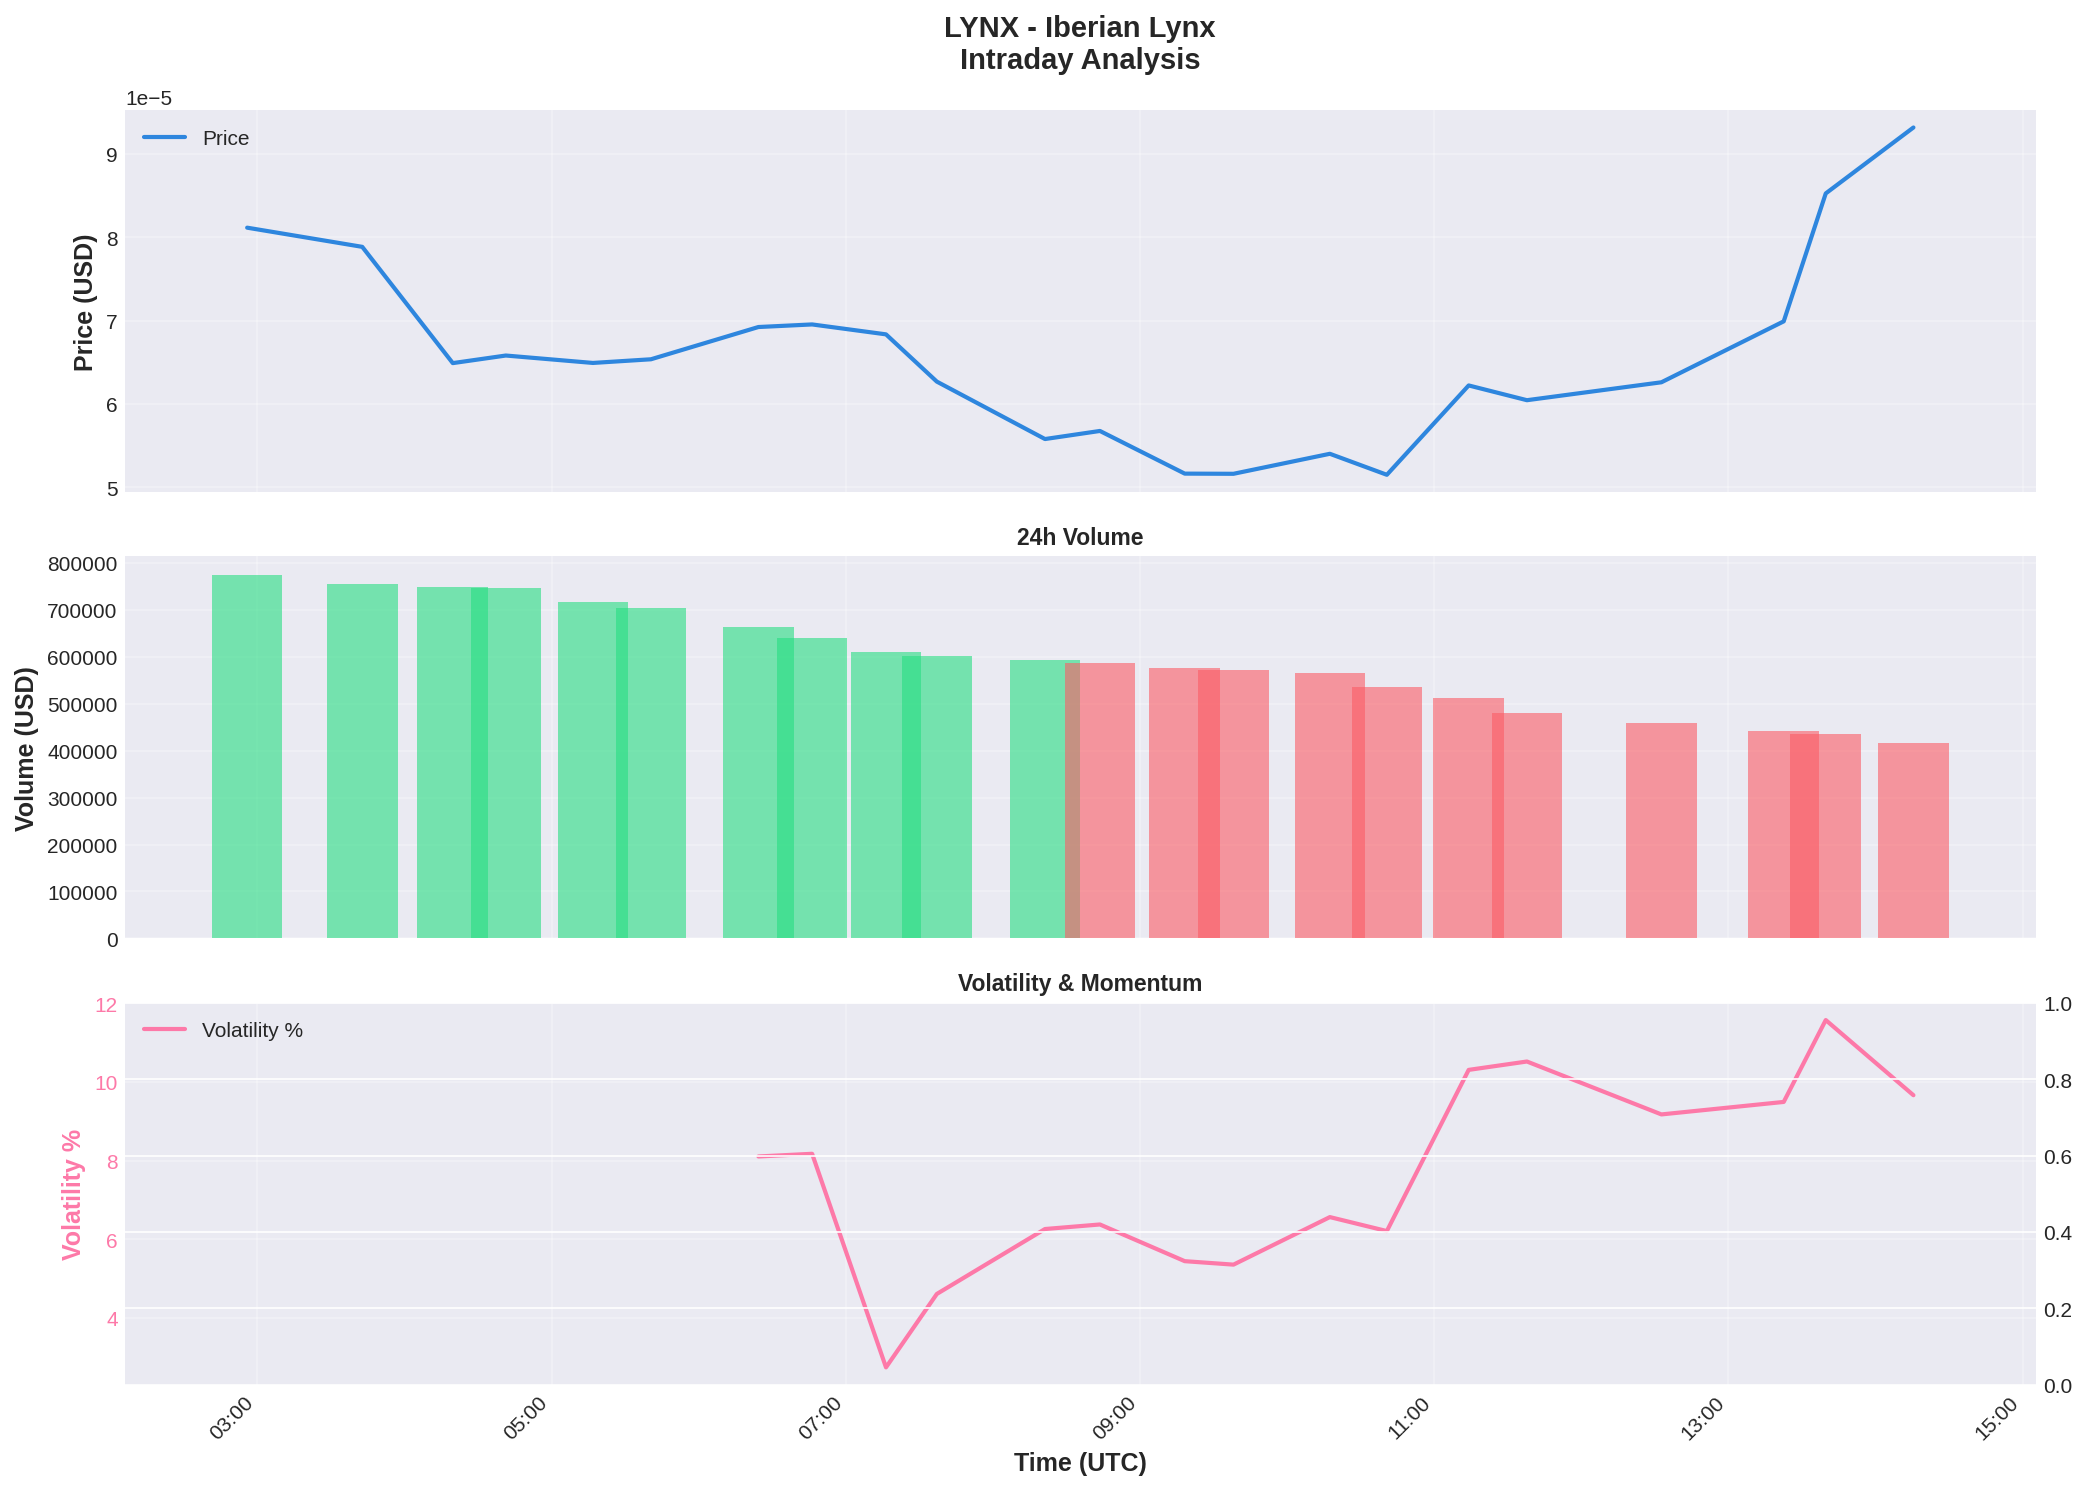 LYNX - Iberian Lynx
Intraday Analysis
1e−5
Price
9
8
7
6
5
Price (USD)
24h Volume
800000
700000
600000
500000
400000
300000
200000
100000
0
Volume (USD)
Volatility & Momentum
Volatility %
12
10
8
6
4
Volatility %
1.0
0.8
0.6
0.4
0.2
0.0
03:00
05:00
07:00
09:00
11:00
13:00
15:00
Time (UTC)